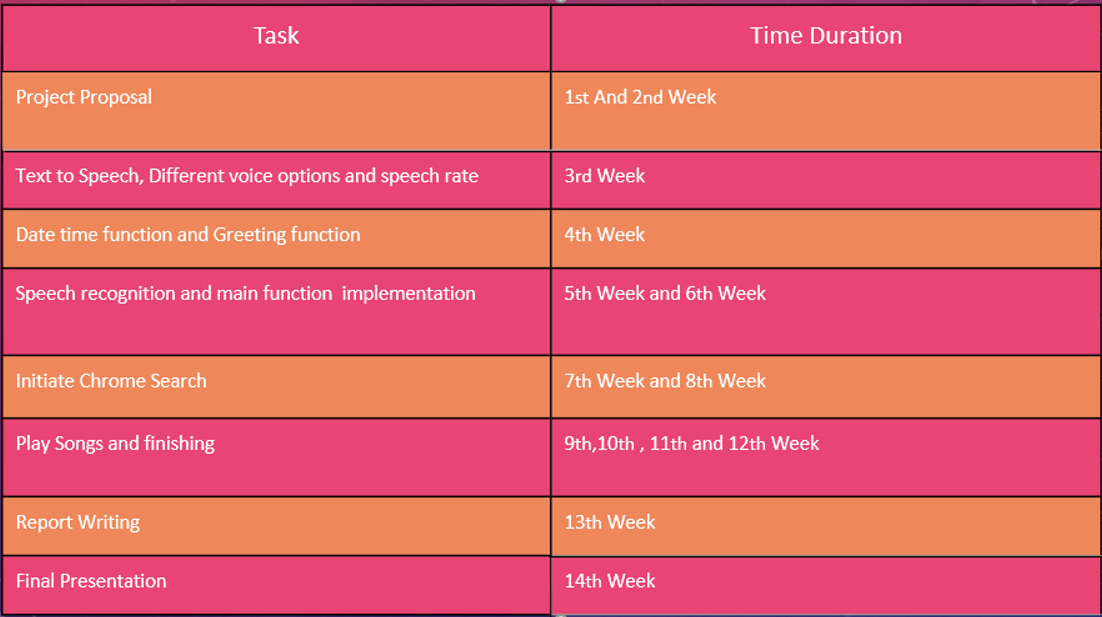 Task Time Duration
Project Proposal 1st And 2nd Week
Text to Speech, Different voice options and speech rate 3rd Week
Date time function and Greeting function 4th Week
Speech recognition and main function  implementation 5th Week and 6th Week
Initiate Chrome Search 7th Week and 8th Week
Play Songs and finishing 9th,10th , 11th and 12th Week
Report Writing 13th Week
Final Presentation 14th Week